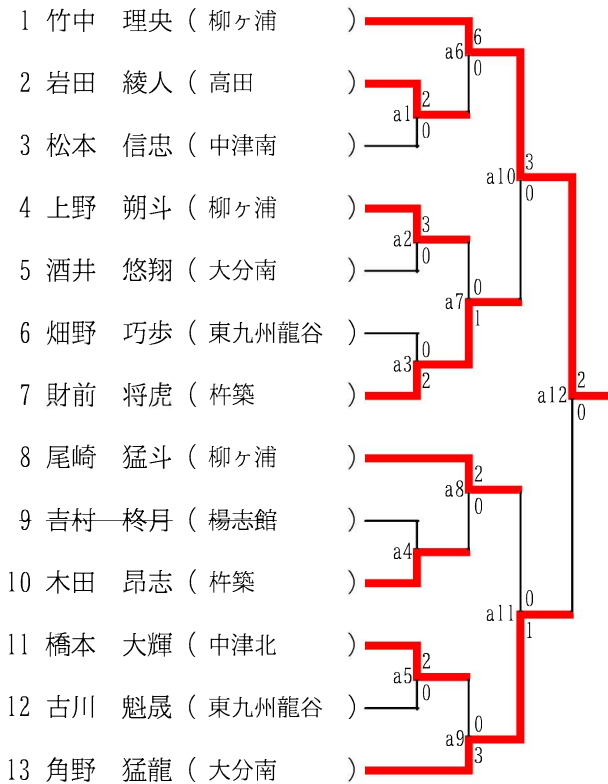 1 竹中 理央 ( 柳ヶ浦 )
2 岩田 綾人 ( 高田 )
3 松本 信忠 ( 中津南 )
4 上野 朔斗 ( 柳ヶ浦 )
5 酒井 悠翔 ( 大分南 )
6 畑野 巧歩 ( 東九州龍谷 )
7 財前 将虎 ( 杵築 )
8 尾崎 猛斗 ( 柳ヶ浦 )
9 吉村 柊月 ( 楊志館 )
10 木田 昂志 ( 杵築 )
11 橋本 大輝 ( 中津北 )
12 古川 魁晟 ( 東九州龍谷 )
13 角野 猛龍 ( 大分南 )
a1 2 0
a2 3 0
a3 0 2
a4
a5 2 0
a6 6 0
a7 0 1
a8 2 0
a9 0 3
a10 3 0
a11 0 1
a12 2 0